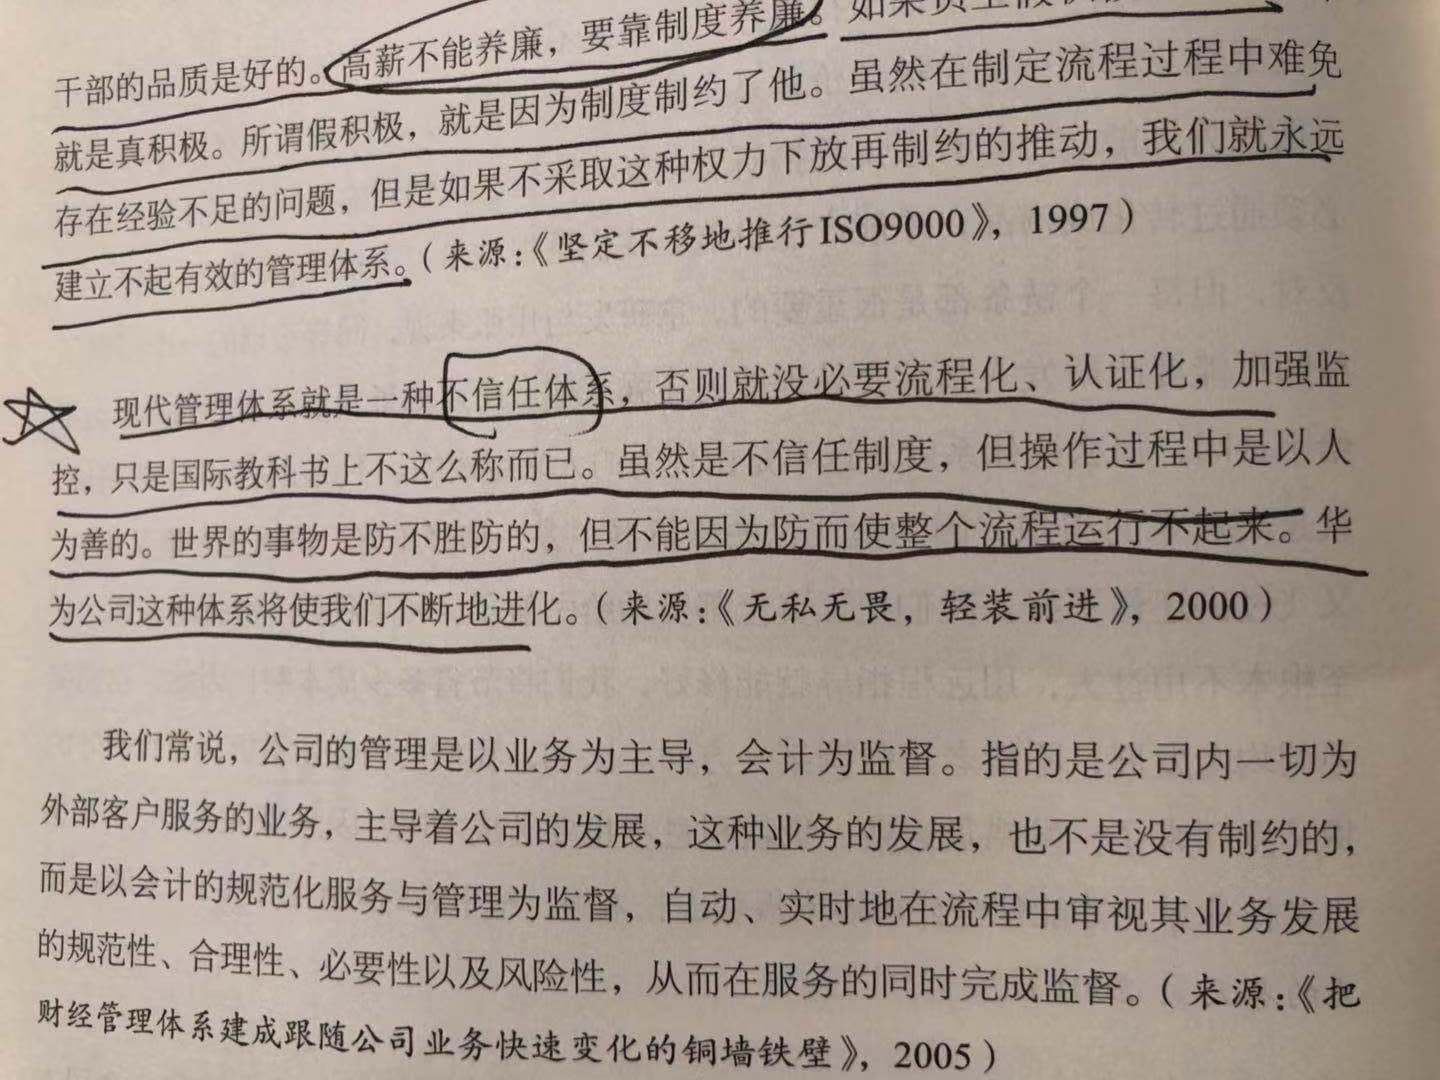 干部的品质是好的。高薪不能养廉，要靠制度养廉。如果员工假积极
就是真积极。所谓假积极，就是因为制度制约了他。虽然在制定流程过程中难免
存在经验不足的问题，但是如果不采取这种权力下放再制约的推动，我们就永远
建立不起有效的管理体系。（来源：《坚定不移地推行ISO9000》，1997）
现代管理体系就是一种不信任体系，否则就没必要流程化、认证化，加强监
控，只是国际教科书上不这么称而已。虽然是不信任制度，但操作过程中是以人
为善的。世界的事物是防不胜防的，但不能因为防而使整个流程运行不起来。华
为公司这种体系将使我们不断地进化。（来源：《无私无畏，轻装前进》，2000）
我们常说，公司的管理是以业务为主导，会计为监督。指的是公司内一切为
外部客户服务的业务，主导着公司的发展，这种业务的发展，也不是没有制约的，
而是以会计的规范化服务与管理为监督，自动、实时地在流程中审视其业务发展
的规范性、合理性、必要性以及风险性，从而在服务的同时完成监督。（来源：《把
财经管理体系建成跟随公司业务快速变化的铜墙铁壁》，2005）